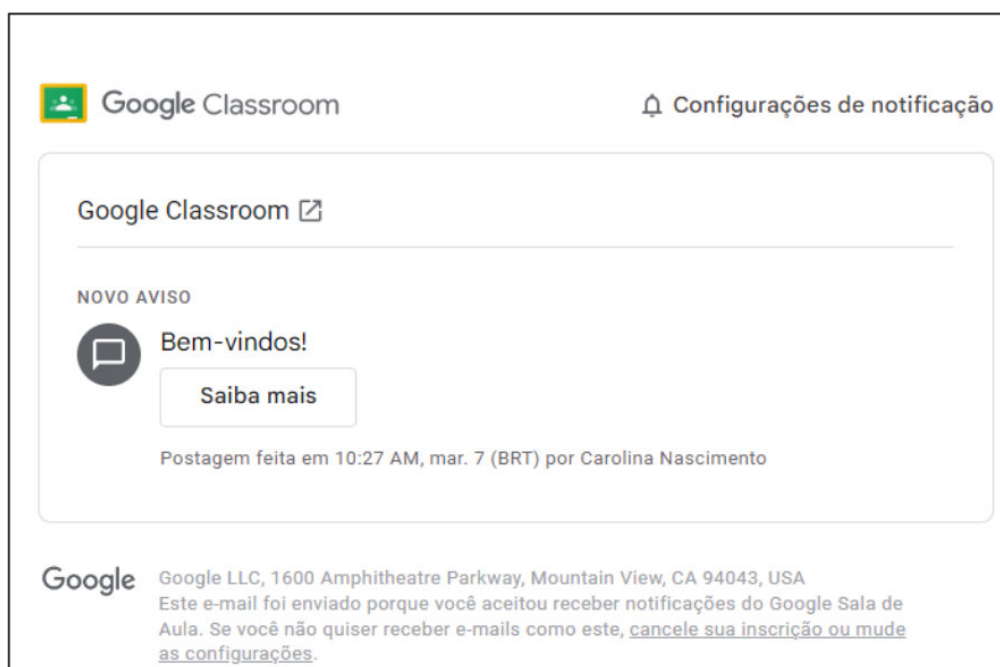 Google Classroom
Configurações de notificação
Google Classroom
NOVO AVISO
Bem-vindos!
Saiba mais
Postagem feita em 10:27 AM, mar. 7 (BRT) por Carolina Nascimento
Google
Google LLC, 1600 Amphitheatre Parkway, Mountain View, CA 94043, USA
Este e-mail foi enviado porque você aceitou receber notificações do Google Sala de
Aula. Se você não quiser receber e-mails como este, cancele sua inscrição ou mude
as configurações.